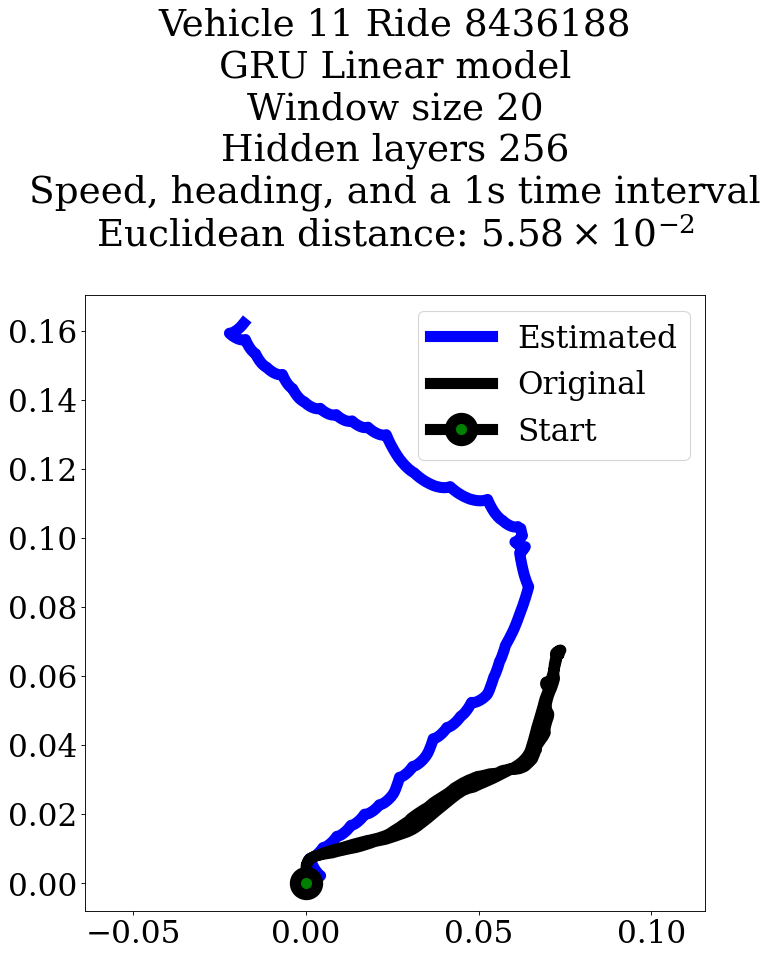 Vehicle 11 Ride 8436188
GRU Linear model
Window size 20
Hidden layers 256
Speed, heading, and a 1s time interval
Euclidean distance: 5.58 × 10⁻²
Estimated
Original
Start
0.16
0.14
0.12
0.10
0.08
0.06
0.04
0.02
0.00
−0.05
0.00
0.05
0.10